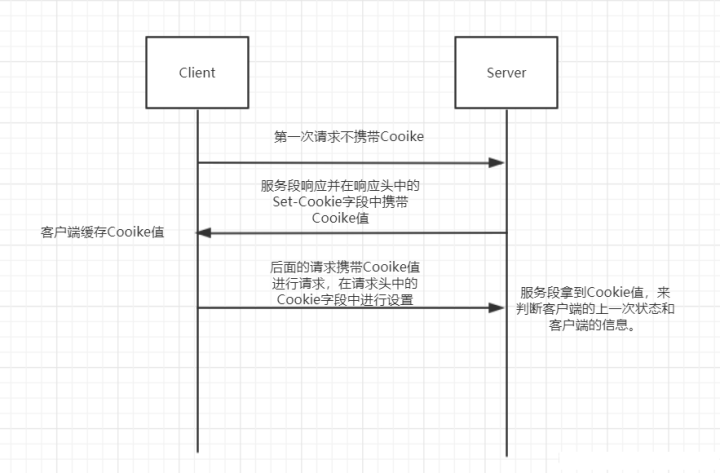 Client
Server
第一次请求不携带Cooike
服务段响应并在响应头中的
Set-Cookie字段中携带
Cooike值
客户端缓存Cooike值
后面的请求携带Cooike值
进行请求，在请求头中的
Cookie字段中进行设置
服务段拿到Cookie值，来
判断客户端的上一次状态和
客户端的信息。